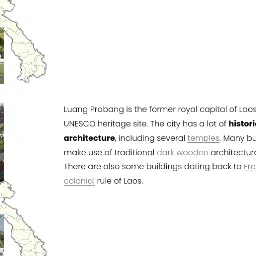 Luang Prabang is the former royal capital of Laos
UNESCO heritage site. The city has a lot of histori
architecture, including several temples. Many bu
make use of traditional dark wooden architectur
There are also some buildings dating back to Fre
colonial rule of Laos.